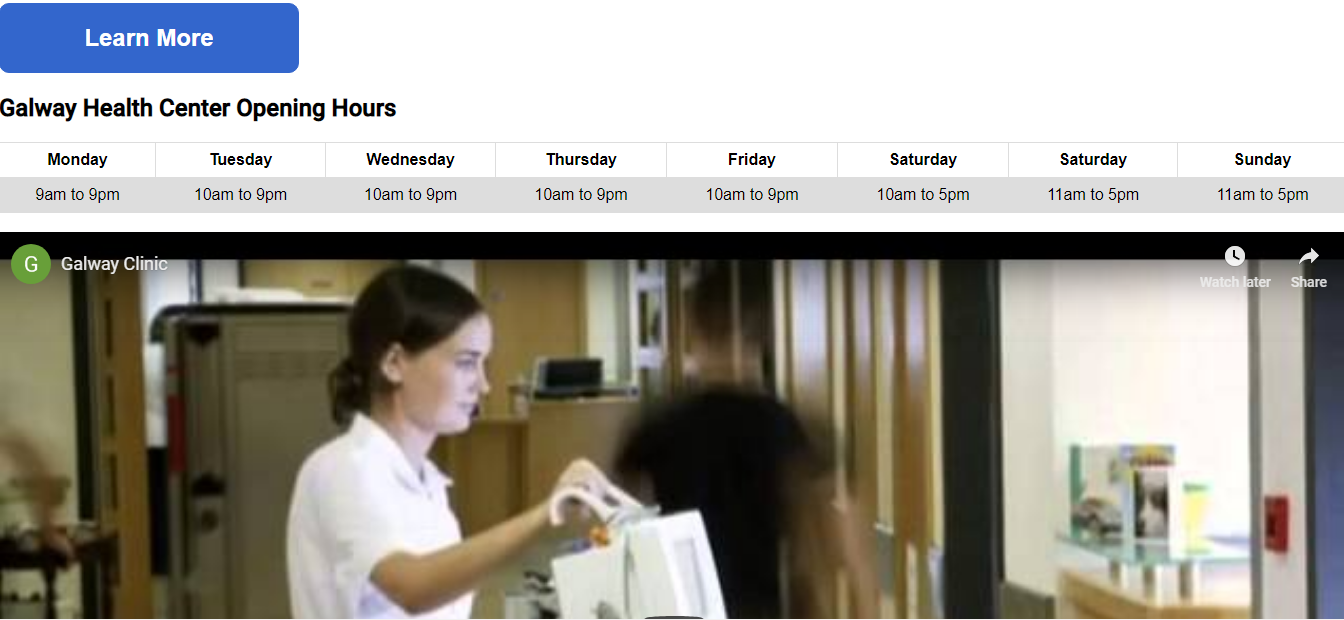 Learn More
Galway Health Center Opening Hours
Monday Tuesday Wednesday Thursday Friday Saturday Saturday Sunday
9am to 9pm 10am to 9pm 10am to 9pm 10am to 9pm 10am to 9pm 10am to 5pm 11am to 5pm 11am to 5pm
G Galway Clinic
Watch later Share